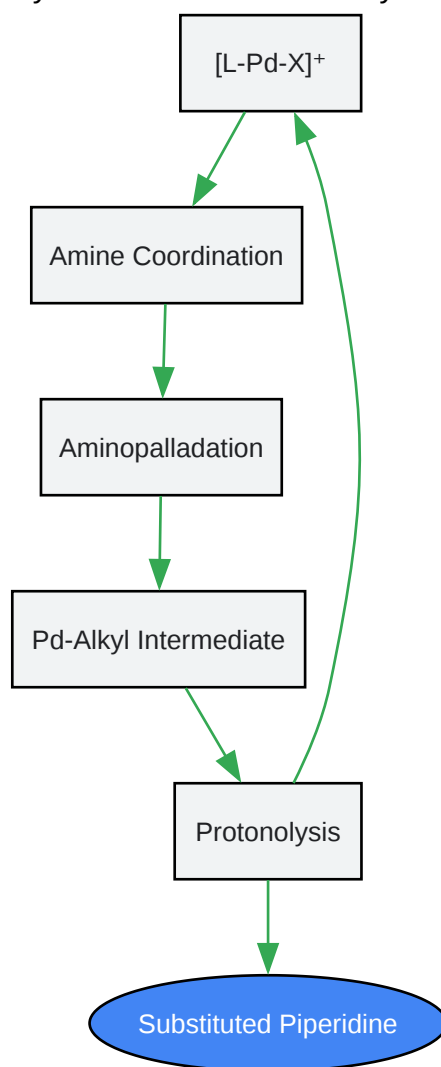 [L-Pd-X]⁺
Amine Coordination
Aminopalladation
Pd-Alkyl Intermediate
Protonolysis
Substituted Piperidine